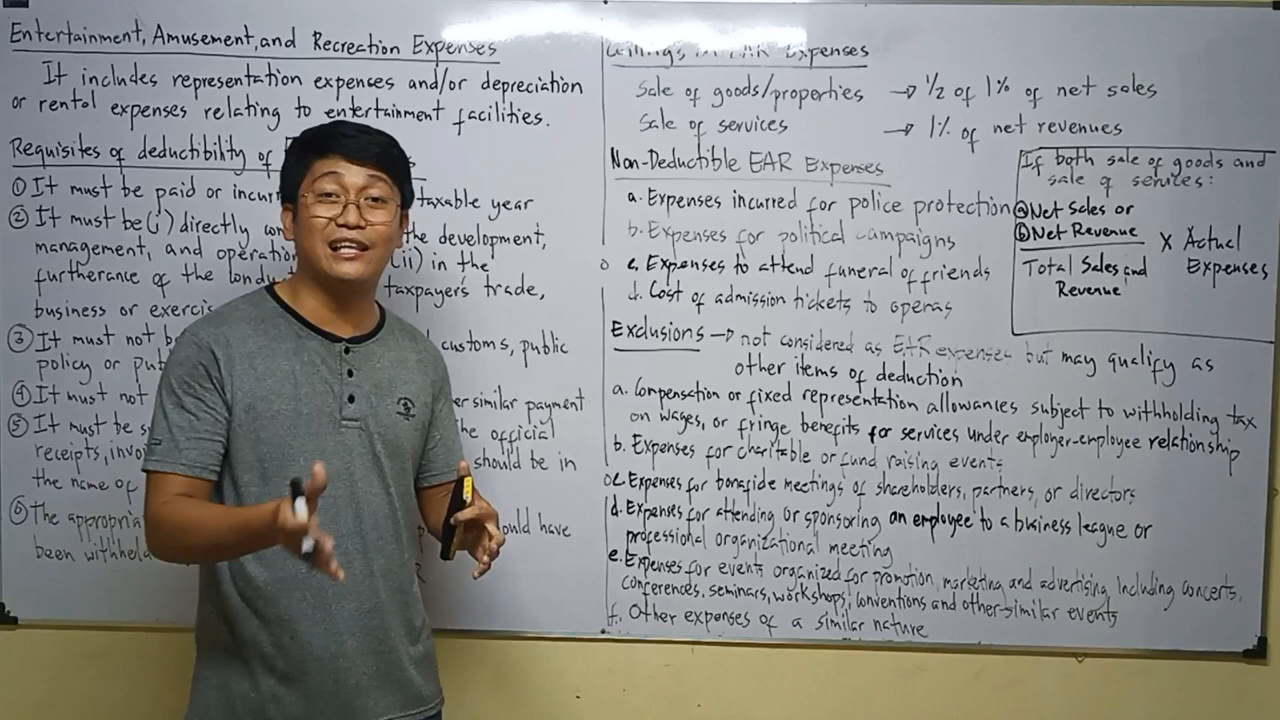 Entertainment, Amusement, and Recreation Expenses
It includes representation expenses and/or depreciation
or rental expenses relating to entertainment facilities.
Requisites of deductibility of
① It must be paid or incur taxable year
② It must be (i) directly the development,
management, and operatio (ii) in the
furtherance of the condu taxpayer's trade,
business or exercis
③ It must not b customs, public
policy or pub
④ It must not er similar payment
⑤ It must be s he official
receipts, invoi should be in
the name of
⑥ The appropria ould have
been withheld
Ceilings in EAR Expenses
Sale of goods/properties → 1/2 of 1% of net sales
Sale of services → 1% of net revenues
Non-Deductible EAR Expenses
a. Expenses incurred for police protection
b. Expenses for political campaigns
c. Expenses to attend funeral of friends
d. Cost of admission tickets to operas
If both sale of goods and
sale of services:
ⓐ Net Sales or
ⓑ Net Revenue
Total Sales and
Revenue
X Actual
Expenses
Exclusions → not considered as EAR expenses but may qualify as
other items of deduction
a. Compensation or fixed representation allowances subject to withholding tax
on wages, or fringe benefits for services under employer-employee relationship
b. Expenses for charitable or fund raising events
c. Expenses for bonafide meetings of shareholders, partners, or directors
d. Expenses for attending or sponsoring an employee to a business league or
professional organizational meeting
e. Expenses for events organized for promotion, marketing and advertising, including concerts,
conferences, seminars, workshops, conventions and other similar events
f. Other expenses of a similar nature